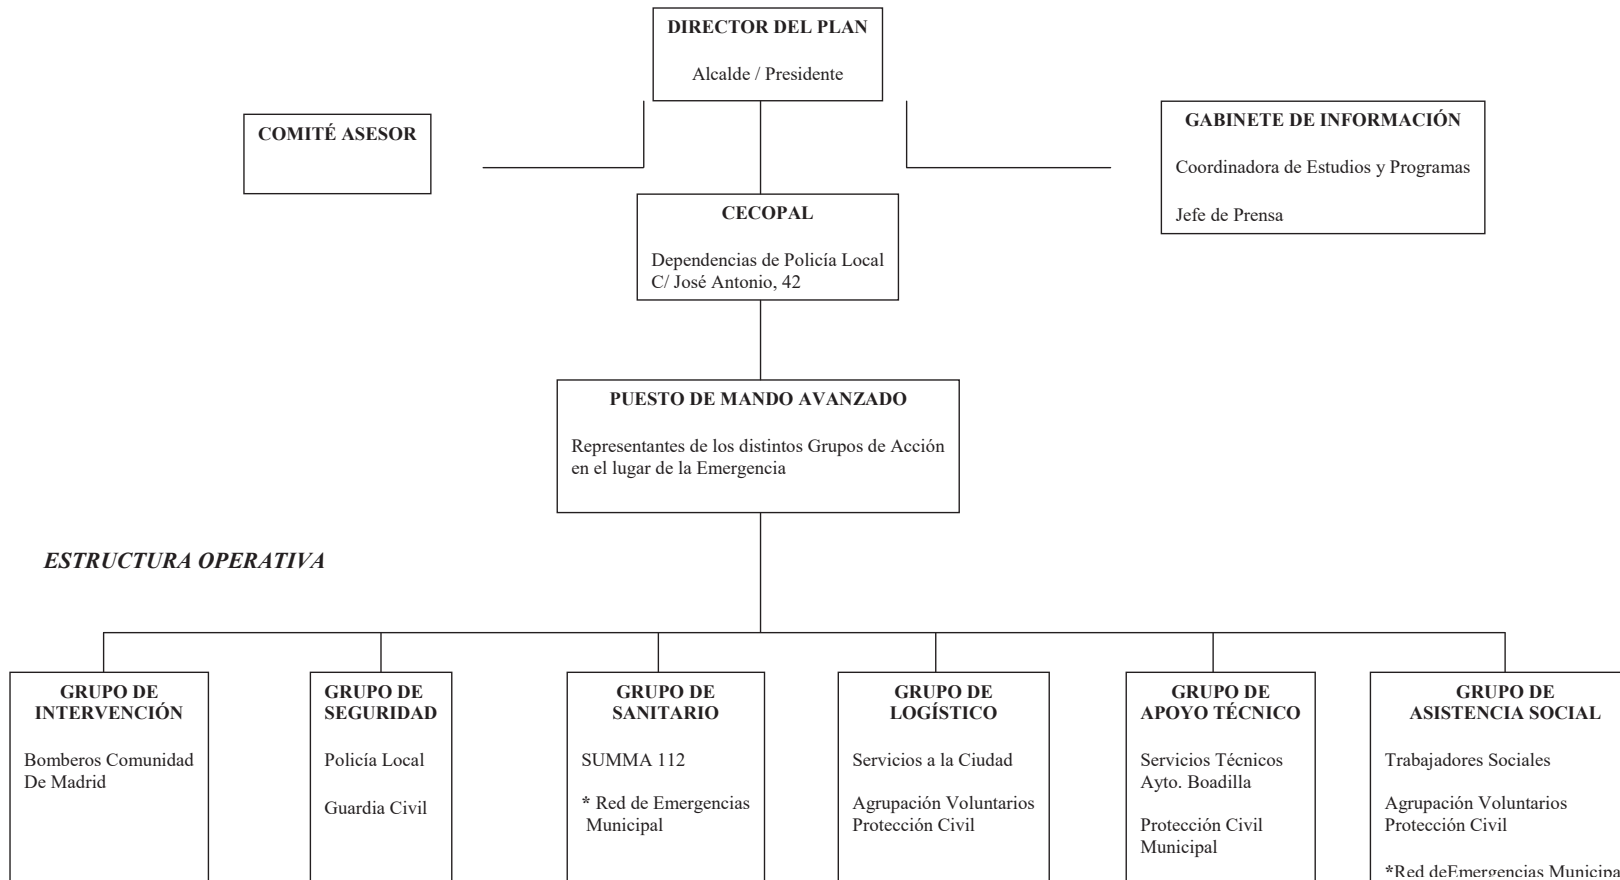 DIRECTOR DEL PLAN
Alcalde / Presidente
COMITÉ ASESOR
GABINETE DE INFORMACIÓN
Coordinadora de Estudios y Programas
Jefe de Prensa
CECOPAL
Dependencias de Policía Local
C/ José Antonio, 42
PUESTO DE MANDO AVANZADO
Representantes de los distintos Grupos de Acción
en el lugar de la Emergencia
ESTRUCTURA OPERATIVA
GRUPO DE
INTERVENCIÓN
Bomberos Comunidad
De Madrid
GRUPO DE
SEGURIDAD
Policía Local
Guardia Civil
GRUPO DE
SANITARIO
SUMMA 112
* Red de Emergencias
Municipal
GRUPO DE
LOGÍSTICO
Servicios a la Ciudad
Agrupación Voluntarios
Protección Civil
GRUPO DE
APOYO TÉCNICO
Servicios Técnicos
Ayto. Boadilla
Protección Civil
Municipal
GRUPO DE
ASISTENCIA SOCIAL
Trabajadores Sociales
Agrupación Voluntarios
Protección Civil
*Red deEmergencias Municipa